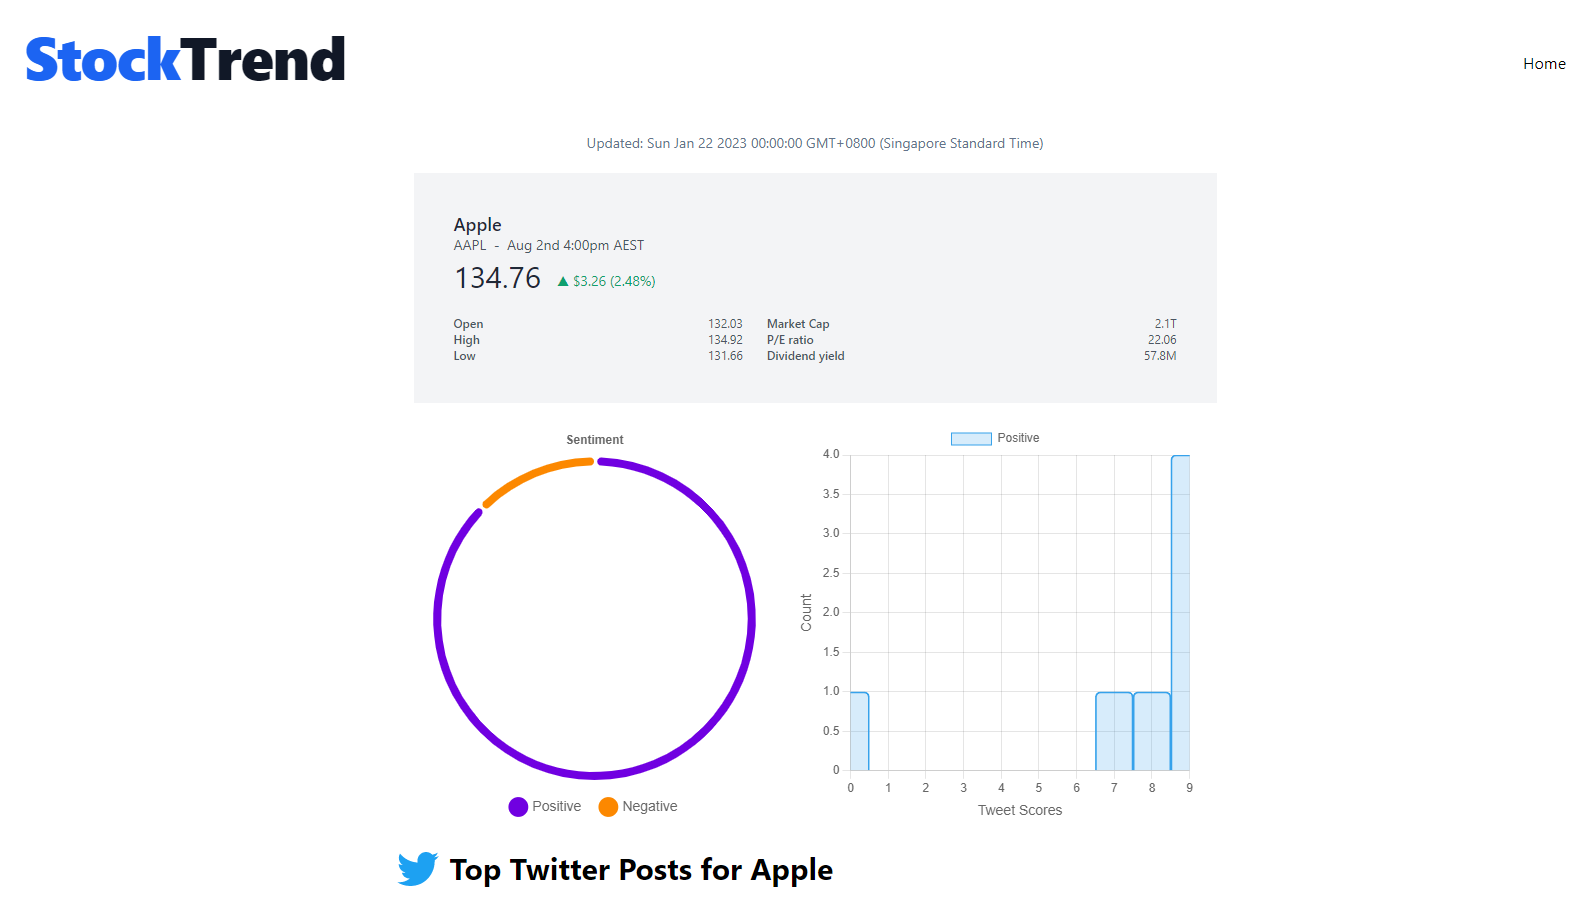 StockTrend
Home
Updated: Sun Jan 22 2023 00:00:00 GMT+0800 (Singapore Standard Time)
Apple
AAPL - Aug 2nd 4:00pm AEST
134.76 ▲ $3.26 (2.48%)
Open 132.03 Market Cap 2.1T
High 134.92 P/E ratio 22.06
Low 131.66 Dividend yield 57.8M
Sentiment
Positive Negative
Positive
4.0
3.5
3.0
2.5
2.0
1.5
1.0
0.5
0
Count
0 1 2 3 4 5 6 7 8 9
Tweet Scores
Top Twitter Posts for Apple